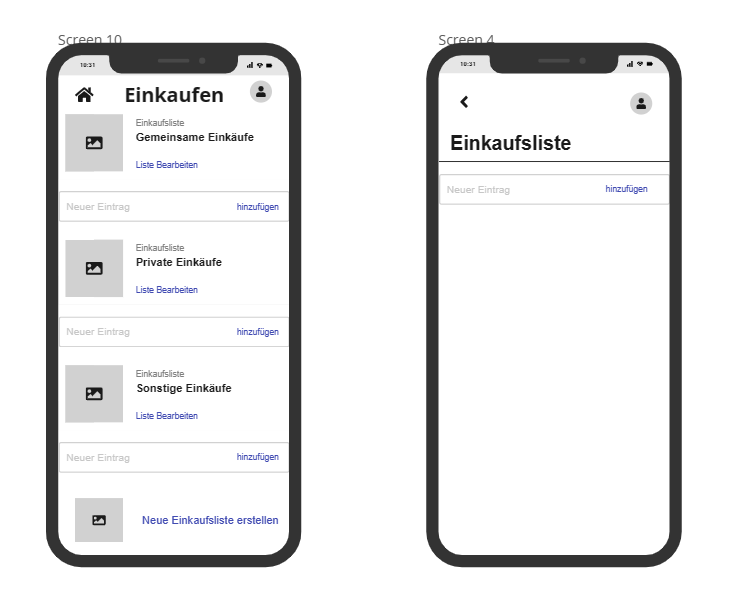 Screen 10
10:31
Einkaufen
Einkaufsliste
Gemeinsame Einkäufe
Liste Bearbeiten
Neuer Eintrag hinzufügen
Einkaufsliste
Private Einkäufe
Liste Bearbeiten
Neuer Eintrag hinzufügen
Einkaufsliste
Sonstige Einkäufe
Liste Bearbeiten
Neuer Eintrag hinzufügen
Neue Einkaufsliste erstellen
Screen 4
10:31
Einkaufsliste
Neuer Eintrag hinzufügen